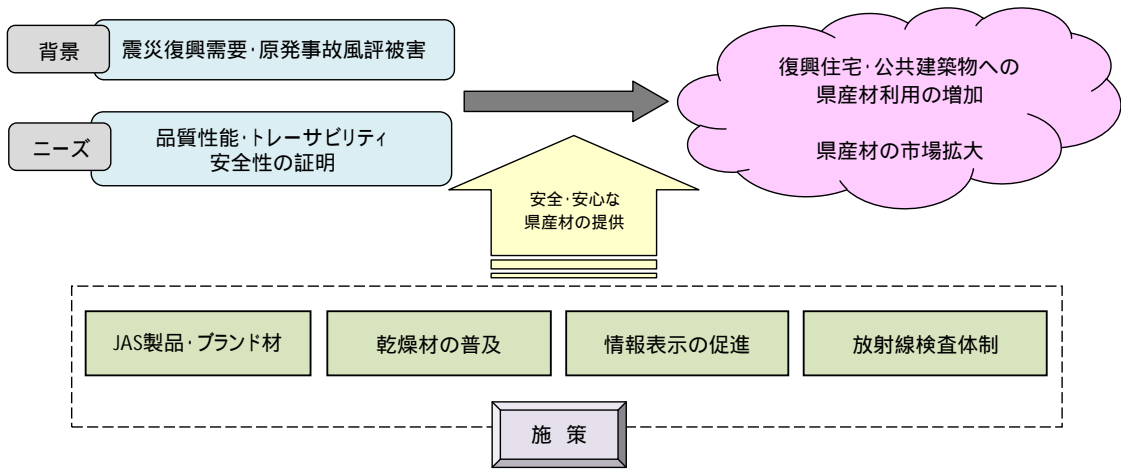 背景
震災復興需要・原発事故風評被害
ニーズ
品質性能・トレーサビリティ
安全性の証明
復興住宅・公共建築物への
県産材利用の増加
県産材の市場拡大
安全・安心な
県産材の提供
JAS製品・ブランド材
乾燥材の普及
情報表示の促進
放射線検査体制
施 策